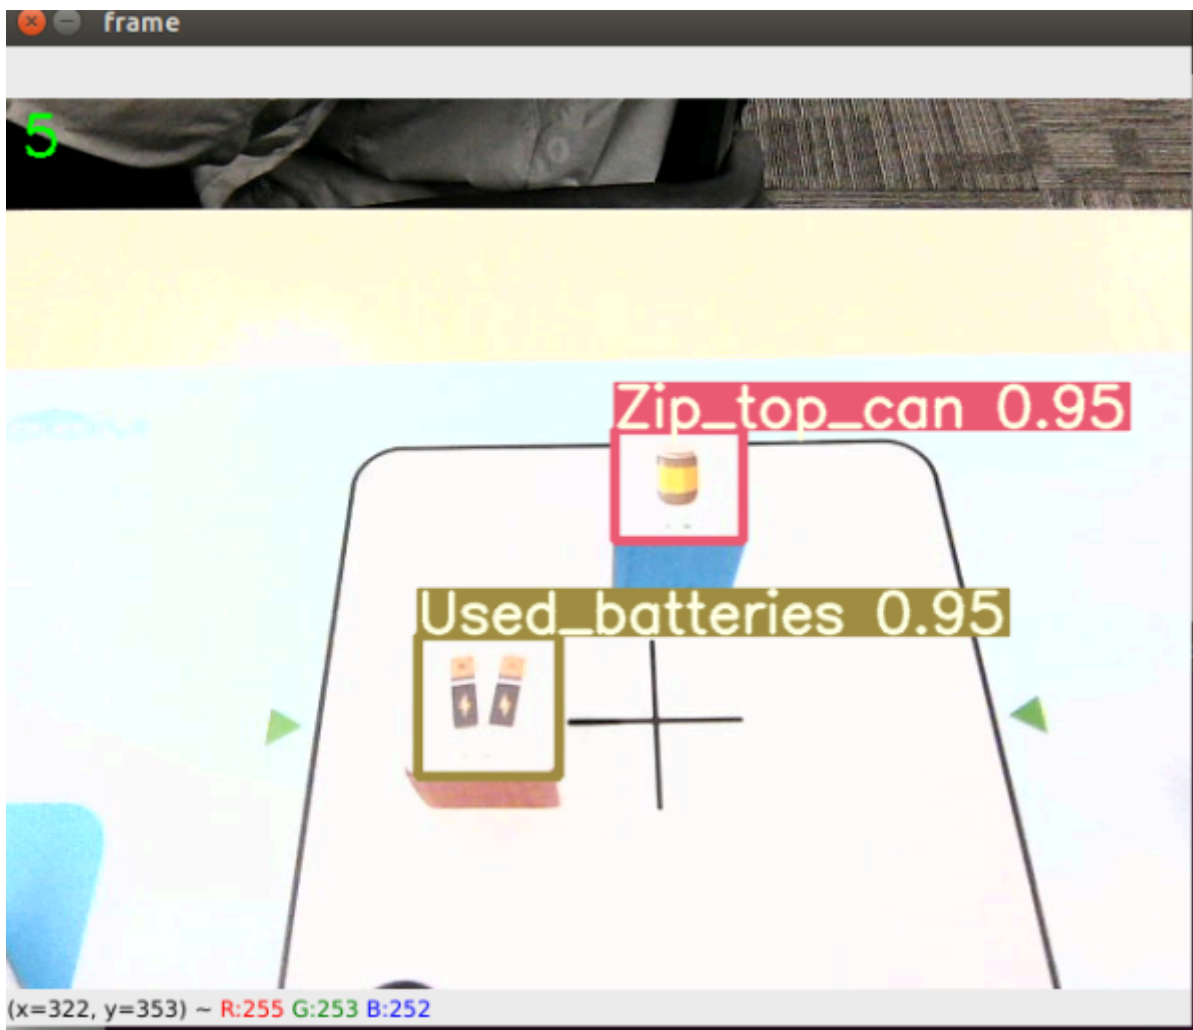 frame
5
Zip_top_can 0.95
Used_batteries 0.95
(x=322, y=353) ~ R:255 G:253 B:252